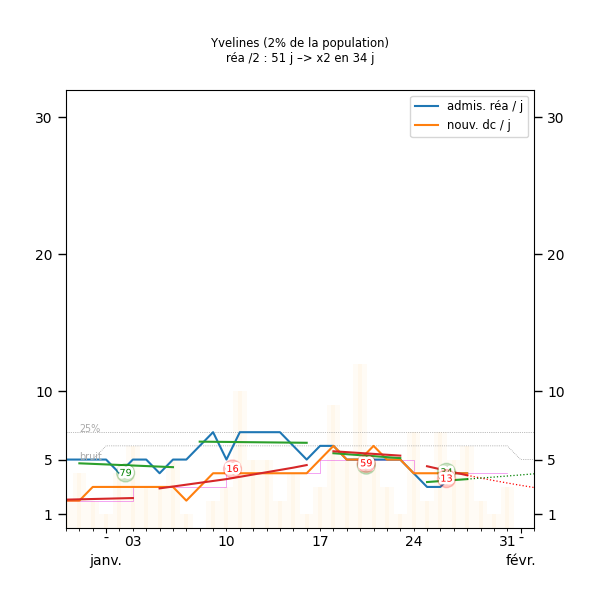 Yvelines (2% de la population)
réa /2 : 51 j –> x2 en 34 j
admis. réa / j
nouv. dc / j
30
30
20
20
10
10
25%
bruit
5
5
79
16
59
13
1
1
03
10
17
24
31
janv.
févr.